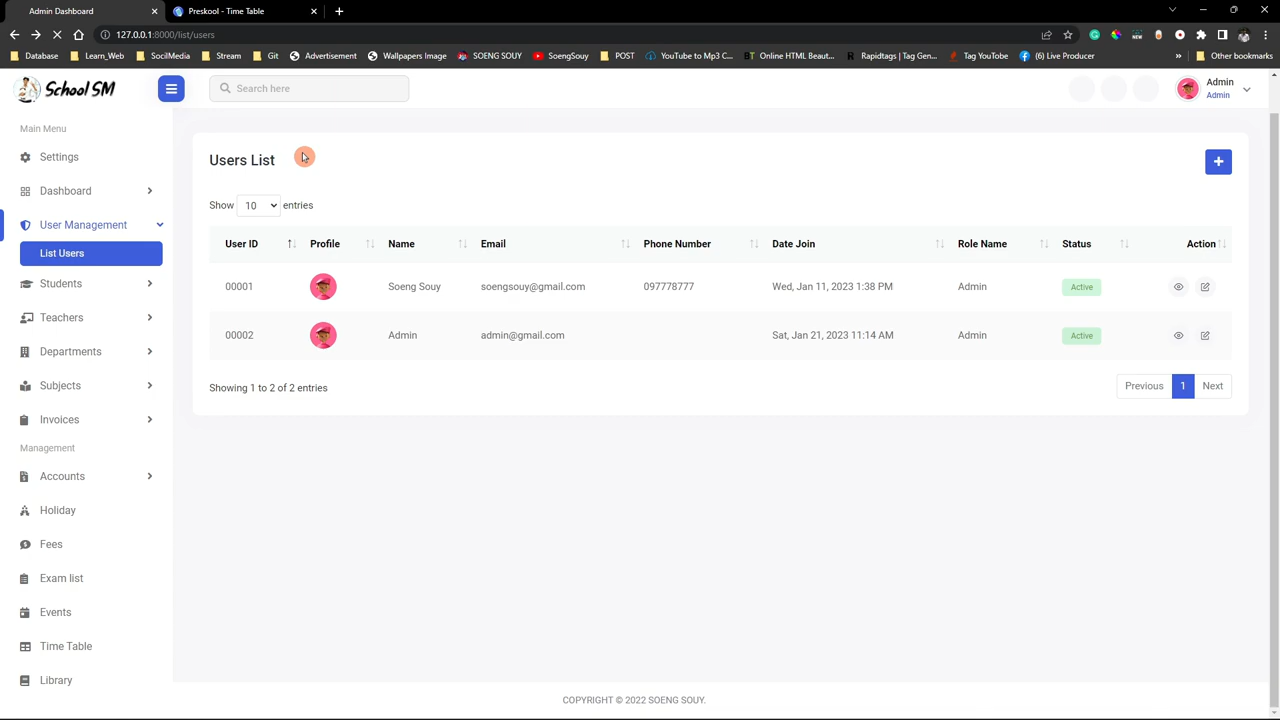 Admin Dashboard
Preskool - Time Table
127.0.0.1:8000/list/users
Database Learn_Web SocilMedia Stream Git Advertisement Wallpapers Image SOENG SOUY SoengSouy POST YouTube to Mp3 C... Online HTML Beaut... Rapidtags | Tag Gen... Tag YouTube (6) Live Producer » Other bookmarks
School SM
Search here
Admin
Admin
Main Menu
Settings
Dashboard
User Management
List Users
Students
Teachers
Departments
Subjects
Invoices
Management
Accounts
Holiday
Fees
Exam list
Events
Time Table
Library
Users List
Show 10 entries
User ID Profile Name Email Phone Number Date Join Role Name Status Action
00001 Soeng Souy soengsouy@gmail.com 097778777 Wed, Jan 11, 2023 1:38 PM Admin Active
00002 Admin admin@gmail.com Sat, Jan 21, 2023 11:14 AM Admin Active
Showing 1 to 2 of 2 entries
Previous 1 Next
COPYRIGHT © 2022 SOENG SOUY.